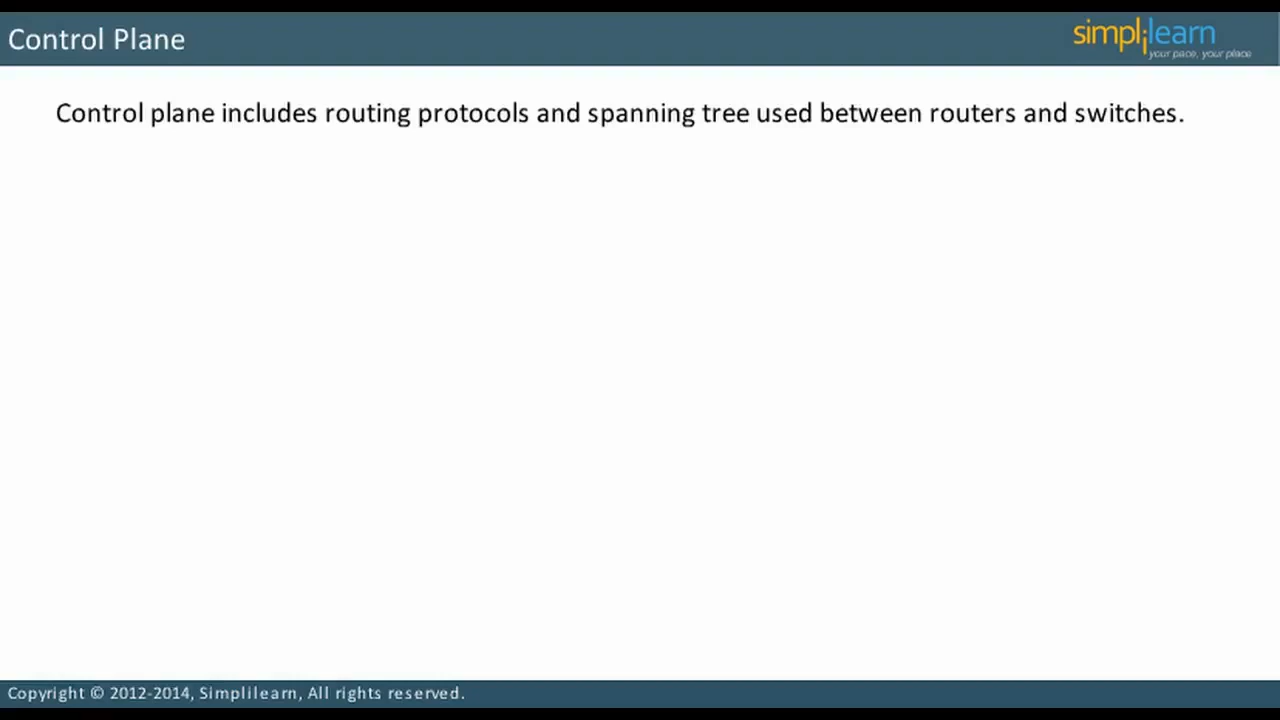 Control Plane
simplilearn
your pace, your place
Control plane includes routing protocols and spanning tree used between routers and switches.
Copyright © 2012-2014, Simplilearn, All rights reserved.